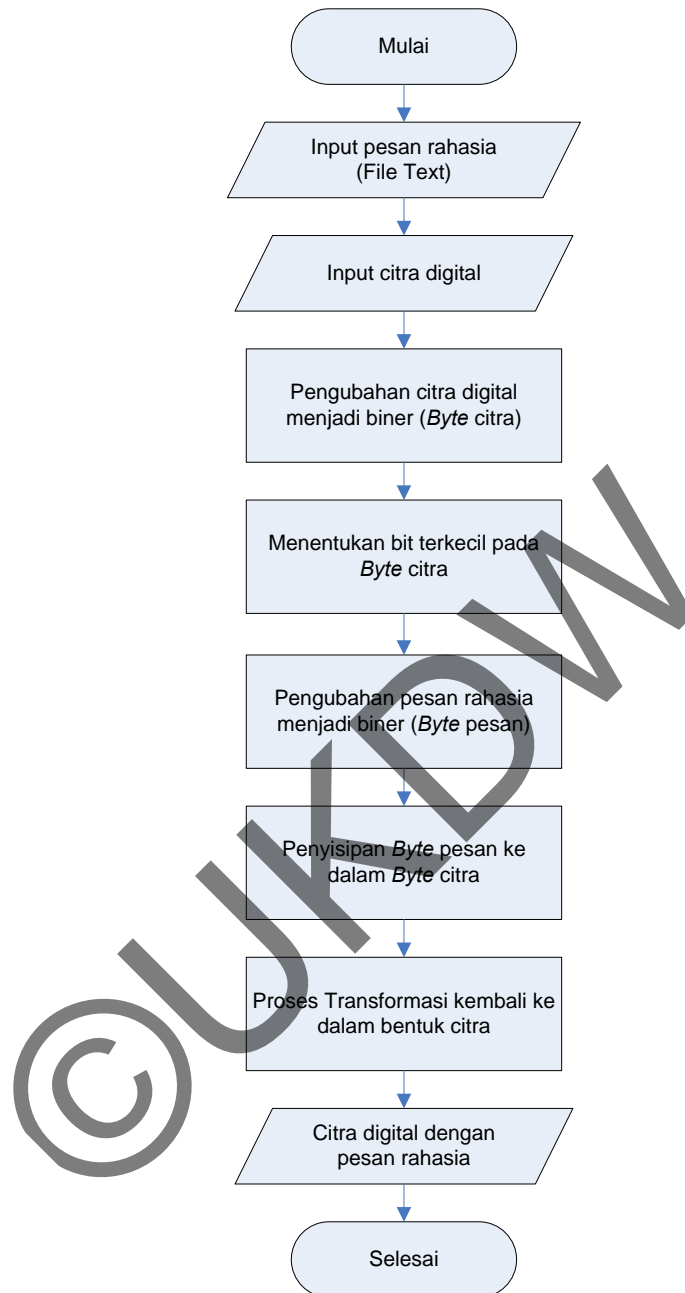 Mulai
Input pesan rahasia
(File Text)
Input citra digital
Pengubahan citra digital
menjadi biner (Byte citra)
Menentukan bit terkecil pada
Byte citra
Pengubahan pesan rahasia
menjadi biner (Byte pesan)
Penyisipan Byte pesan ke
dalam Byte citra
Proses Transformasi kembali ke
dalam bentuk citra
Citra digital dengan
pesan rahasia
Selesai
©UKDW